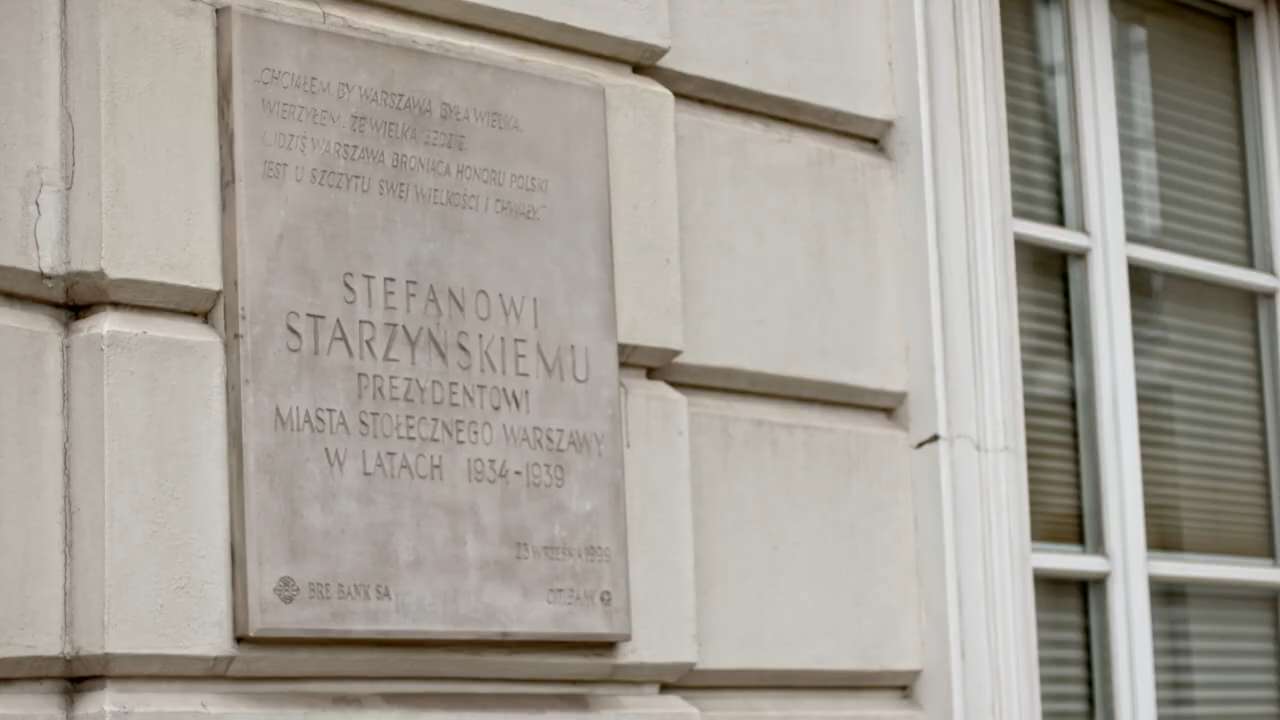 „CHCIAŁEM, BY WARSZAWA BYŁA WIELKA.
WIERZYŁEM, ŻE WIELKA BĘDZIE.
I DZIŚ WARSZAWA BRONIĄCA HONORU POLSKI
JEST U SZCZYTU SWEJ WIELKOŚCI I CHWAŁY."
STEFANOWI
STARZYŃSKIEMU
PREZYDENTOWI
MIASTA STOŁECZNEGO WARSZAWY
W LATACH 1934-1939
23 WRZEŚNIA 1999
BRE BANK SA
CITIBANK